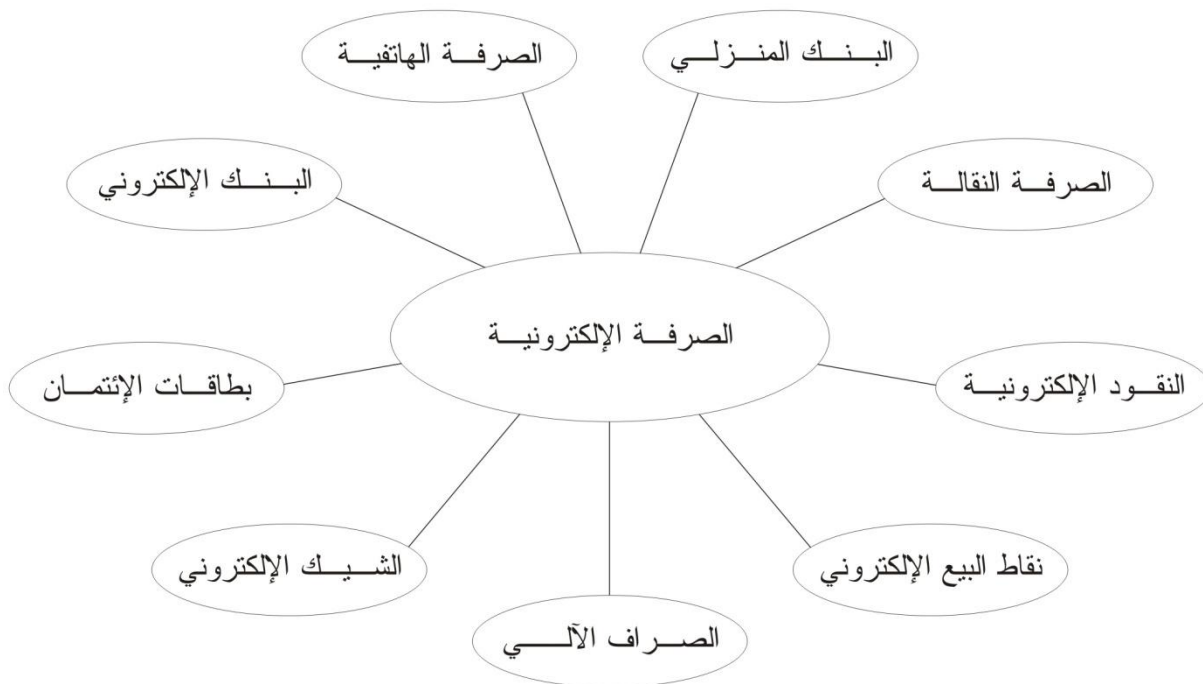 البنك المنزلي
الصرفة الهاتفية
الصرفة النقالة
البنك الإلكتروني
الصرفة الإلكترونية
النقود الإلكترونية
بطاقات الإئتمان
نقاط البيع الإلكتروني
الشيك الإلكتروني
الصراف الآلي